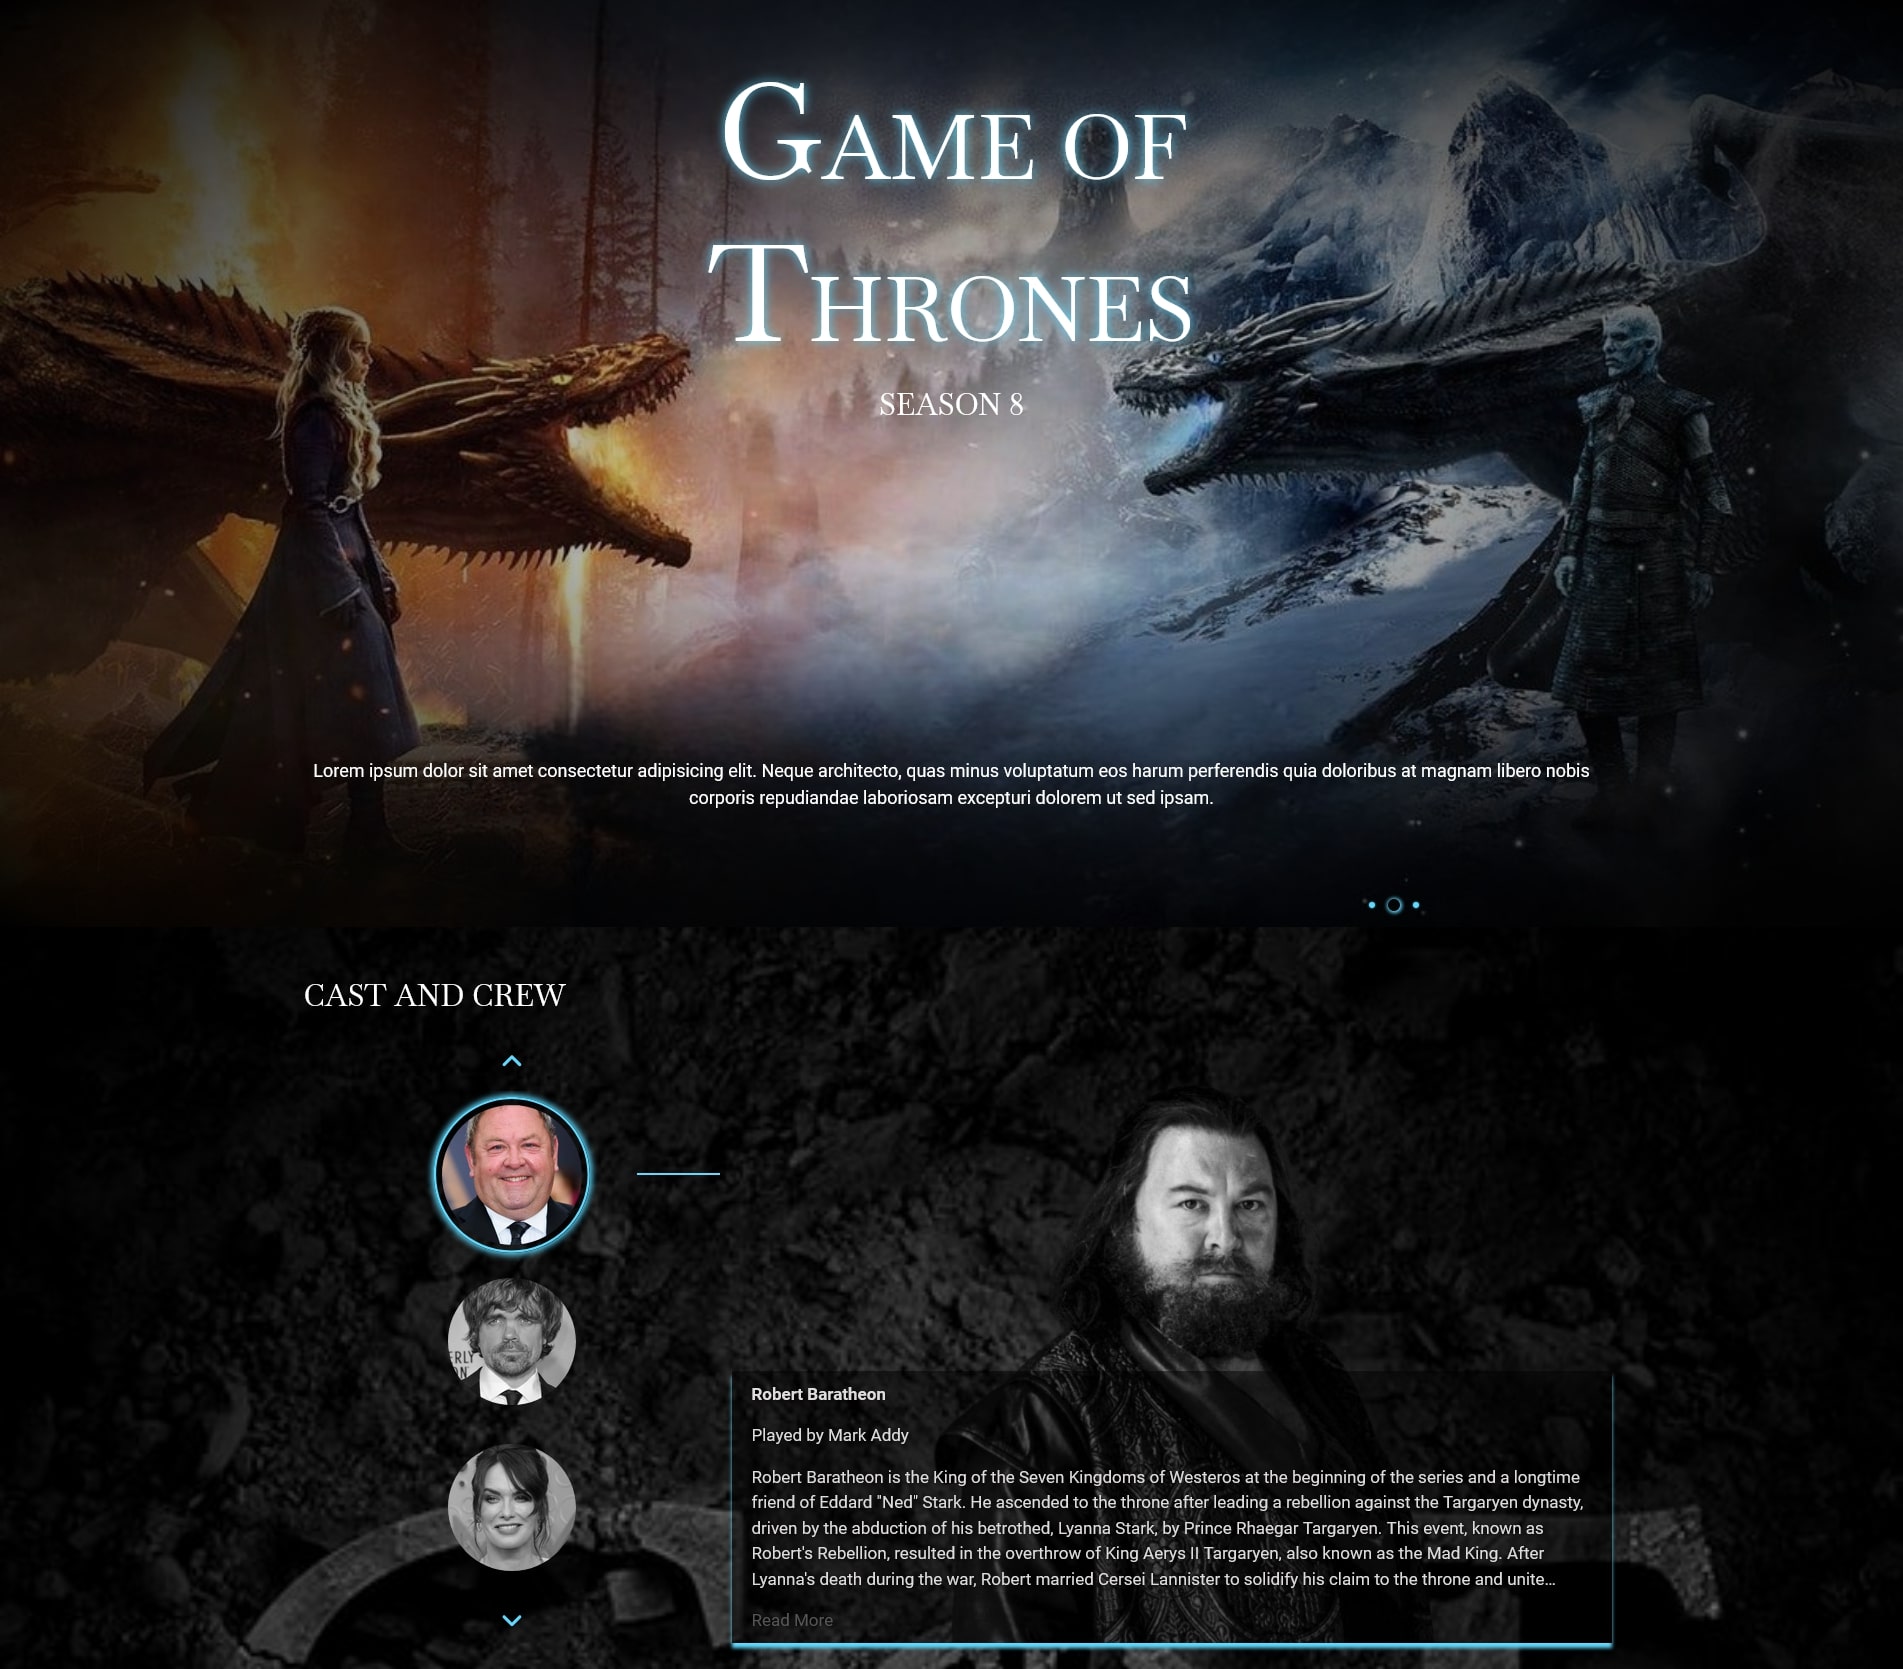 GAME OF
THRONES
SEASON 8
Lorem ipsum dolor sit amet consectetur adipisicing elit. Neque architecto, quas minus voluptatum eos harum perferendis quia doloribus at magnam libero nobis
corporis repudiandae laboriosam excepturi dolorem ut sed ipsam.
CAST AND CREW
ERLY
ON
Robert Baratheon
Played by Mark Addy
Robert Baratheon is the King of the Seven Kingdoms of Westeros at the beginning of the series and a longtime
friend of Eddard "Ned" Stark. He ascended to the throne after leading a rebellion against the Targaryen dynasty,
driven by the abduction of his betrothed, Lyanna Stark, by Prince Rhaegar Targaryen. This event, known as
Robert's Rebellion, resulted in the overthrow of King Aerys II Targaryen, also known as the Mad King. After
Lyanna's death during the war, Robert married Cersei Lannister to solidify his claim to the throne and unite...
Read More